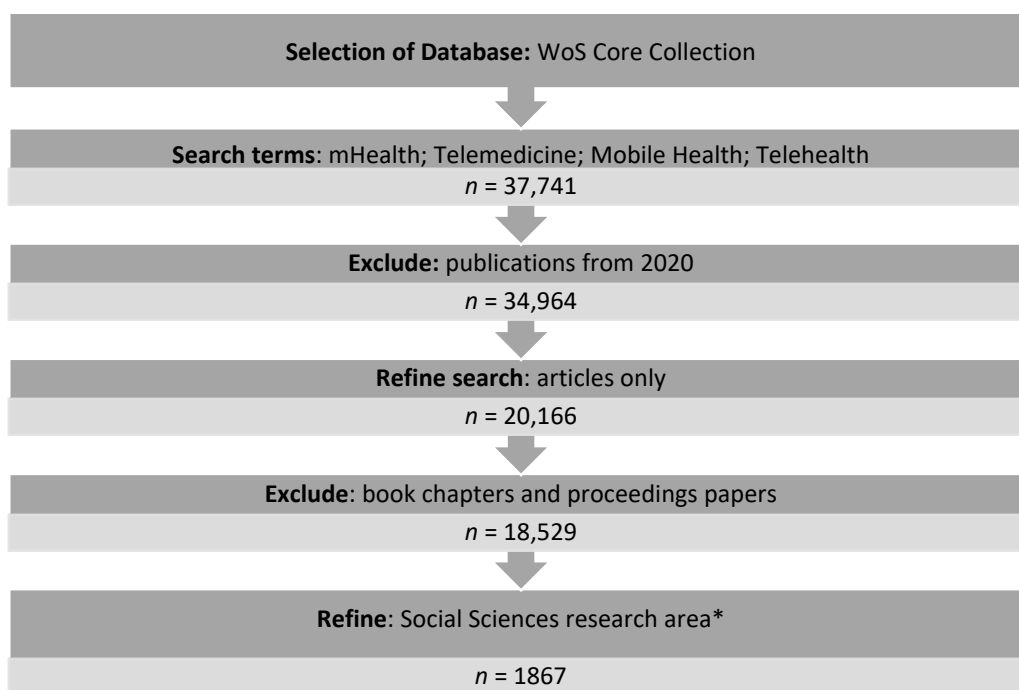 Selection of Database: WoS Core Collection
Search terms: mHealth; Telemedicine; Mobile Health; Telehealth
n = 37,741
Exclude: publications from 2020
n = 34,964
Refine search: articles only
n = 20,166
Exclude: book chapters and proceedings papers
n = 18,529
Refine: Social Sciences research area*
n = 1867